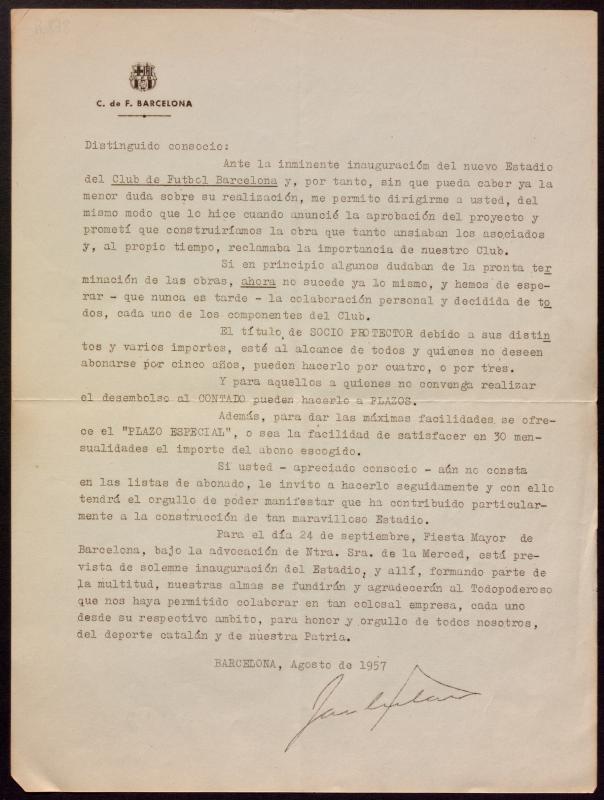 C. de F. BARCELONA
Distinguido consocio:
Ante la inminente inauguracióm del nuevo Estadio
del Club de Futbol Barcelona y, por tanto, sin que pueda caber ya la
menor duda sobre su realización, me permito dirigirme a usted, del
mismo modo que lo hice cuando anuncié la aprobación del proyecto y
prometí que construiríamos la obra que tanto ansiaban los asociados
y, al propio tiempo, reclamaba la importancia de nuestro Club.
Si en principio algunos dudaban de la pronta ter
minación de las obras, ahora no sucede ya lo mismo, y hemos de espe-
rar - que nunca es tarde - la colaboración personal y decidida de to
dos, cada uno de los componentes del Club.
El título de SOCIO PROTECTOR debido a sus distin
tos y varios importes, esté al alcance de todos y quienes no deseen
abonarse por cinco años, pueden hacerlo por cuatro, o por tres.
Y para aquellos a quienes no convenga realizar
el desembolso al CONTADO pueden hacerlo a PLAZOS.
Además, para dar las máximas facilidades se ofre-
ce el "PLAZO ESPECIAL", o sea la facilidad de satisfacer en 30 men-
sualidades el importe del abono escogido.
Si usted - apreciado consocio - aún no consta
en las listas de abonado, le invito a hacerlo seguidamente y con ello
tendrá el orgullo de poder manifestar que ha contribuido particular-
mente a la construcción de tan maravilloso Estadio.
Para el día 24 de septiembre, Fiesta Mayor de
Barcelona, bajo la advocación de Ntra. Sra. de la Merced, está pre-
vista de solemne inauguración del Estadio, y allí, formando parte de
la multitud, nuestras almas se fundirán y agradecerán al Todopoderoso
que nos haya permitido colaborar en tan colosal empresa, cada uno
desde su respectivo ambito, para honor y orgullo de todos nosotros,
del deporte catalán y de nuestra Patria.
BARCELONA, Agosto de 1957